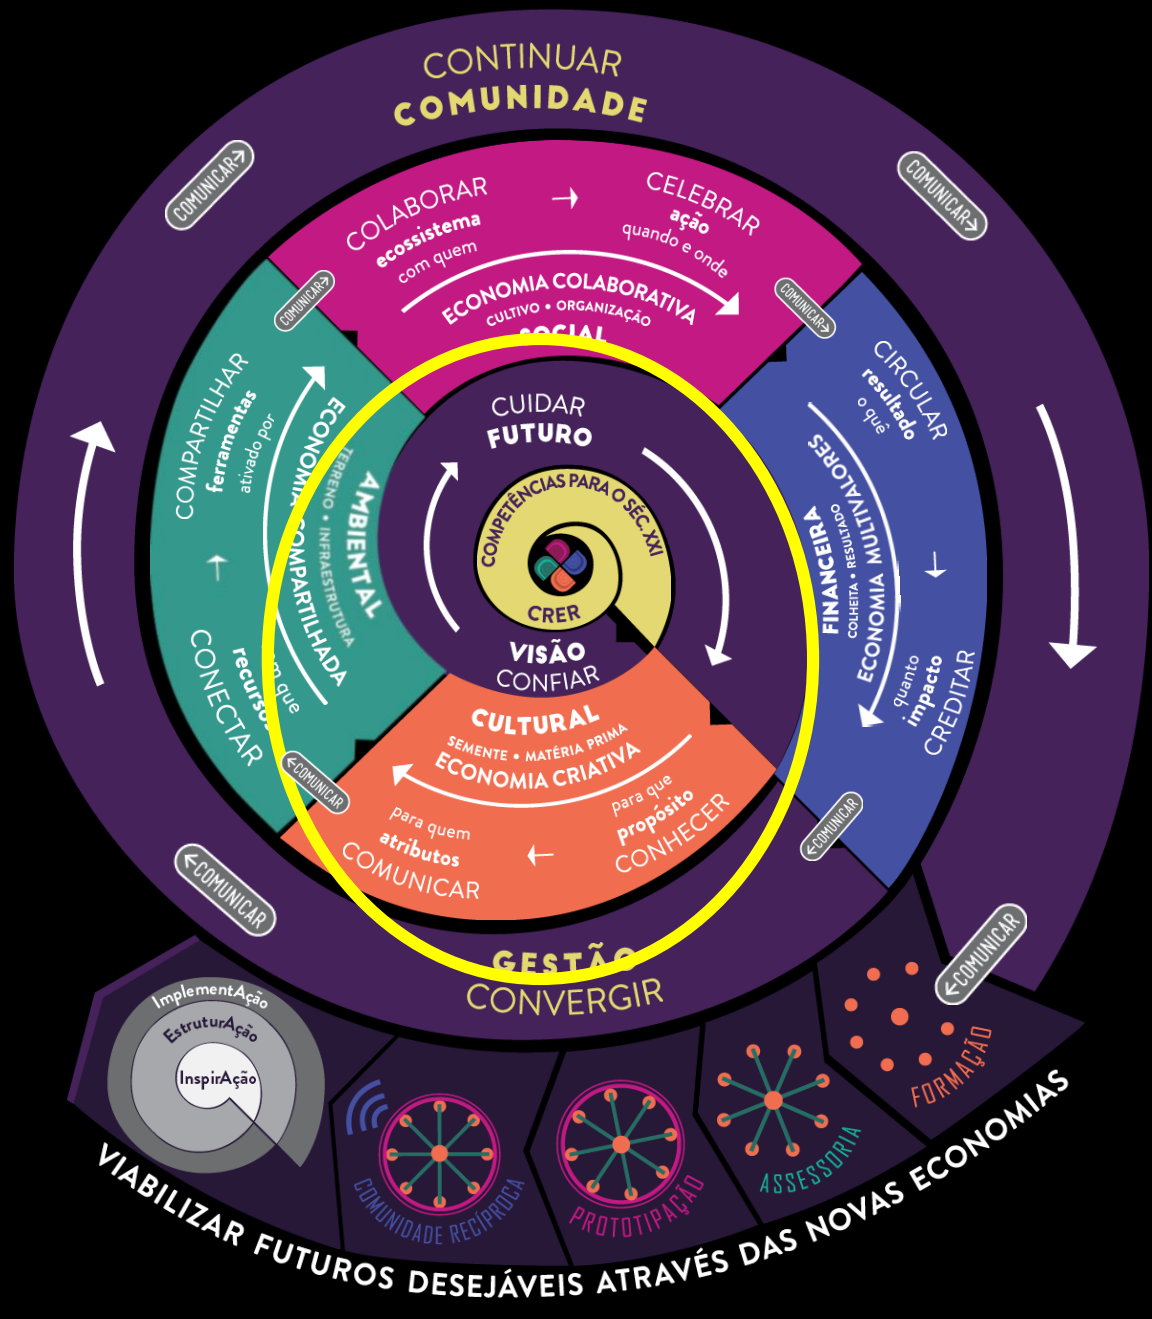 CONTINUAR
COMUNIDADE
COMUNICAR→
COMUNICAR→
COLABORAR
ecossistema
com quem
CELEBRAR
ação
quando e onde
ECONOMIA COLABORATIVA
CULTIVO • ORGANIZAÇÃO
SOCIAL
COMUNICAR→
COMUNICAR→
CIRCULAR
resultado
o quê
FINANCEIRA
COLHEITA • RESULTADO
ECONOMIA MULTIVALORES
quanto
impacto
CREDITAR
COMPARTILHAR
ferramentas
ativado por
ECONOMIA COMPARTILHADA
TERRENO • INFRAESTRUTURA
AMBIENTAL
recursos
CONECTAR
CUIDAR
FUTURO
COMPETÊNCIAS PARA O SÉC. XXI
CRER
VISÃO
CONFIAR
CULTURAL
SEMENTE • MATÉRIA PRIMA
ECONOMIA CRIATIVA
para que
propósito
CONHECER
para quem
atributos
COMUNICAR
←COMUNICAR
←COMUNICAR
←COMUNICAR
←COMUNICAR
GESTÃO
CONVERGIR
ImplementAção
EstruturAção
InspirAção
COMUNIDADE RECÍPROCA
PROTOTIPAÇÃO
ASSESSORIA
FORMAÇÃO
VIABILIZAR FUTUROS DESEJÁVEIS ATRAVÉS DAS NOVAS ECONOMIAS